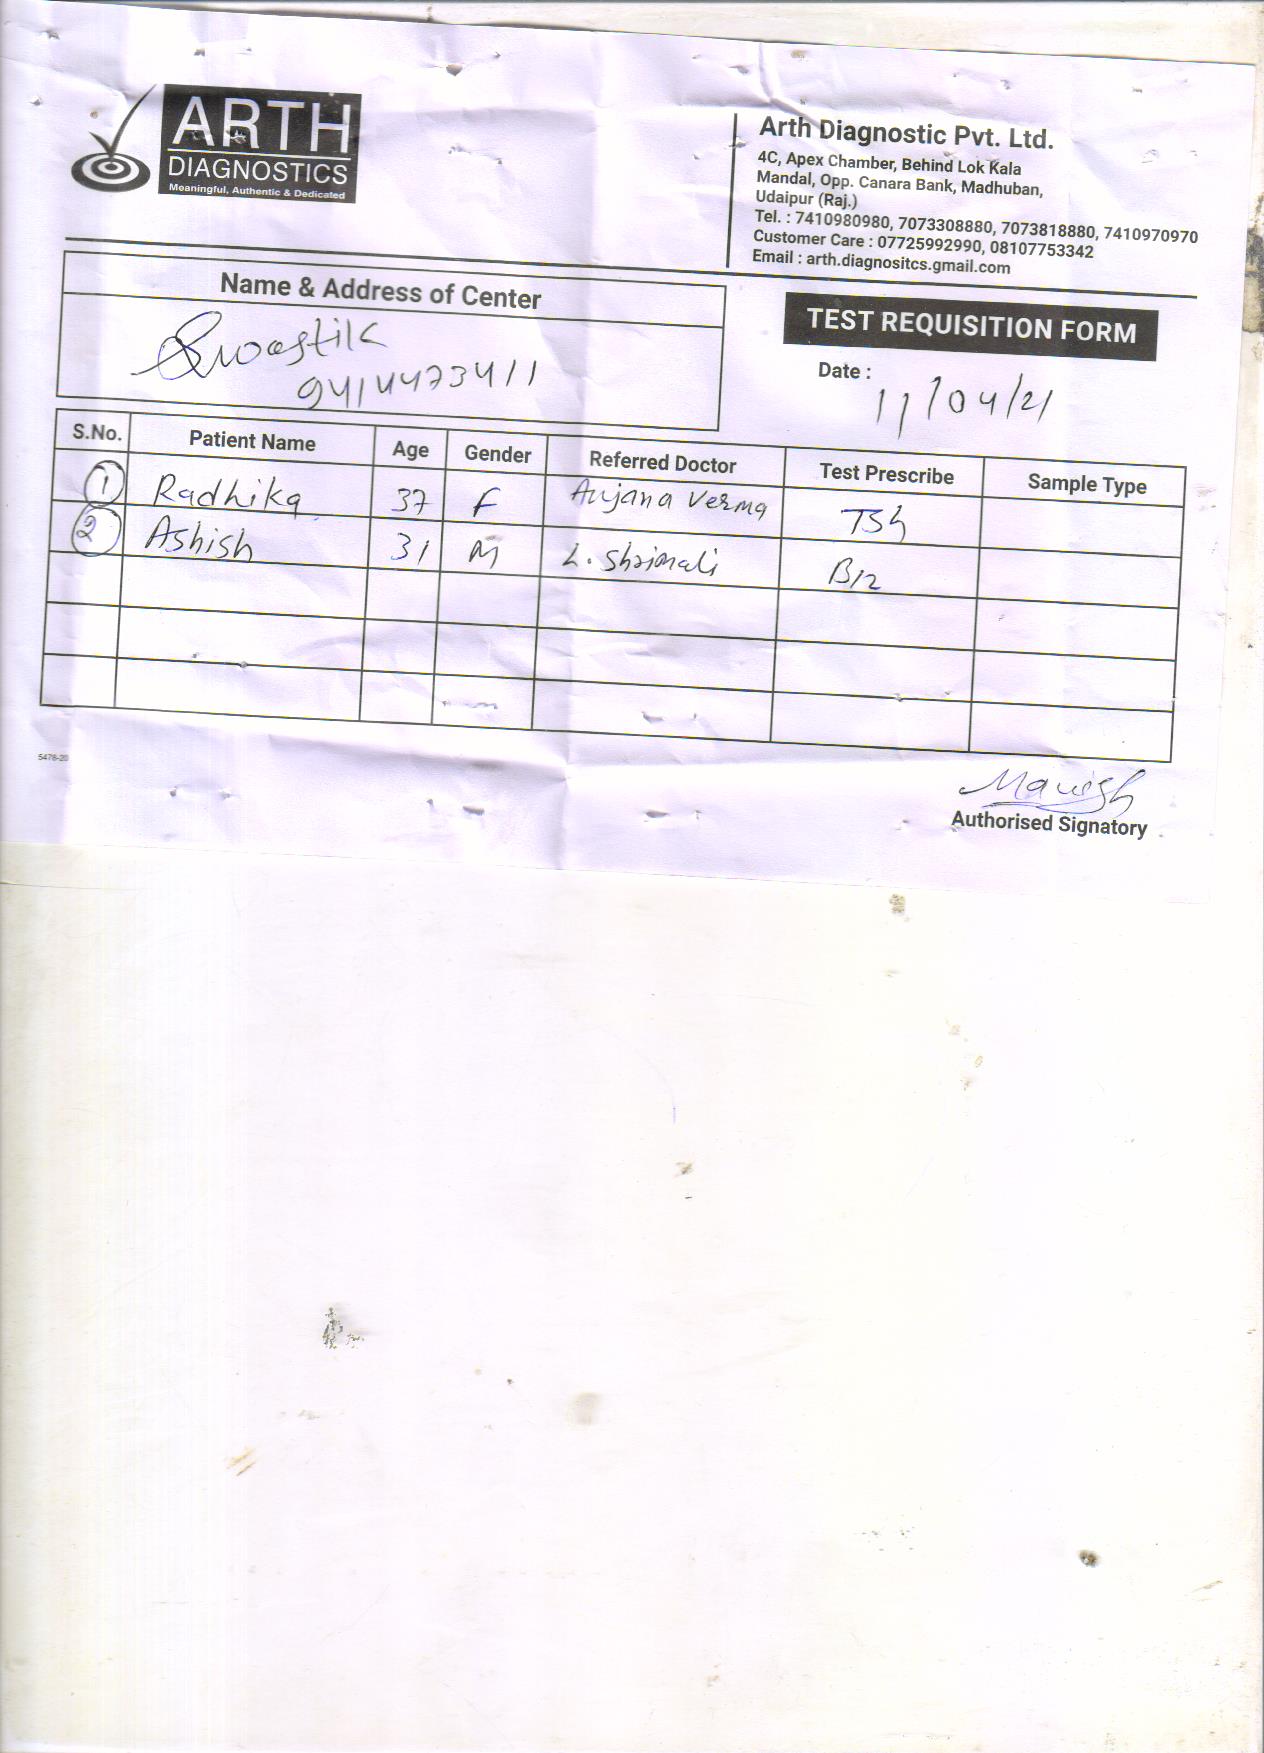 ARTH
DIAGNOSTICS
Meaningful, Authentic & Dedicated
Arth Diagnostic Pvt. Ltd.
4C, Apex Chamber, Behind Lok Kala
Mandal, Opp. Canara Bank, Madhuban,
Udaipur (Raj.)
Tel. : 7410980980, 7073308880, 7073818880, 7410970970
Customer Care : 07725992990, 08107753342
Email : arth.diagnositcs.gmail.com
Name & Address of Center
Swastik
9414473411
TEST REQUISITION FORM
Date : 11/04/21
S.No. Patient Name Age Gender Referred Doctor Test Prescribe Sample Type
1 Radhika 37 F Anjana Verma TSh
2 Ashish 31 M L. Shrimali B12
5478-20
Manish
Authorised Signatory